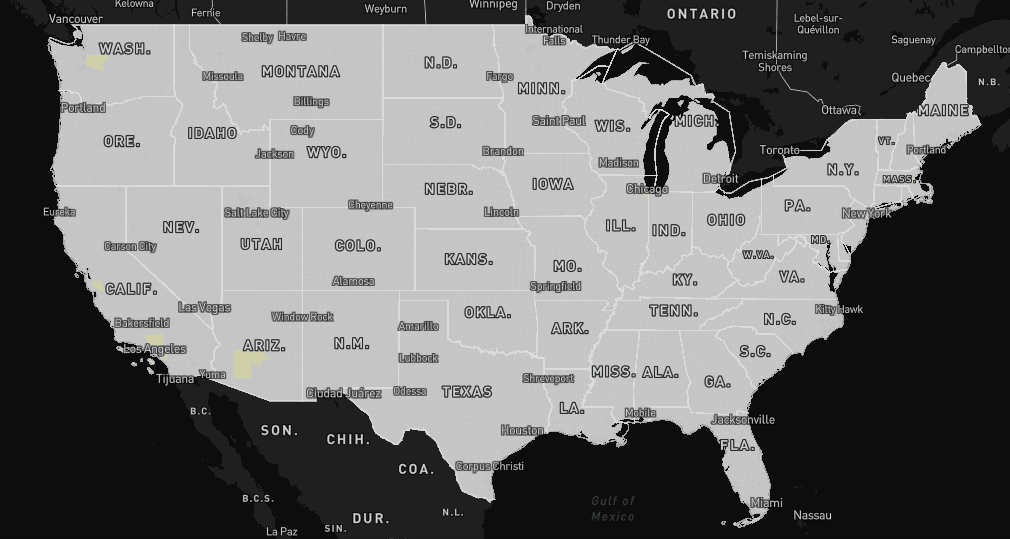 Kelowna
Fernie
Weyburn
Winnipeg
Dryden
ONTARIO
Vancouver
Lebel-sur-
Quévillon
International
Falls
Thunder Bay
Saguenay
Campbellton
WASH.
Shelby
Havre
N.D.
Temiskaming
Shores
Missoula
MONTANA
Fargo
MINN.
Quebec
N.B.
Portland
Billings
Ottawa
MAINE
ORE.
IDAHO
Cody
S.D.
Saint Paul
WIS.
MICH.
Jackson
WYO.
Brandon
Toronto
VT.
Portland
Madison
Detroit
N.Y.
MASS.
NEBR.
IOWA
Chicago
Eureka
Salt Lake City
Cheyenne
Lincoln
PA.
New York
NEV.
ILL.
IND.
OHIO
Carson City
UTAH
COLO.
KANS.
MO.
W.VA.
MD.
CALIF.
Alamosa
Springfield
KY.
VA.
Las Vegas
Bakersfield
Window Rock
Amarillo
OKLA.
ARK.
TENN.
N.C.
Kitty Hawk
Los Angeles
ARIZ.
N.M.
Lubbock
S.C.
Tijuana
Yuma
Ciudad Juárez
Odessa
TEXAS
Shreveport
MISS.
ALA.
GA.
B.C.
LA.
Mobile
Jacksonville
SON.
CHIH.
Houston
FLA.
COA.
Corpus Christi
B.C.S.
Gulf of
Mexico
Miami
Nassau
La Paz
SIN.
DUR.
N.L.